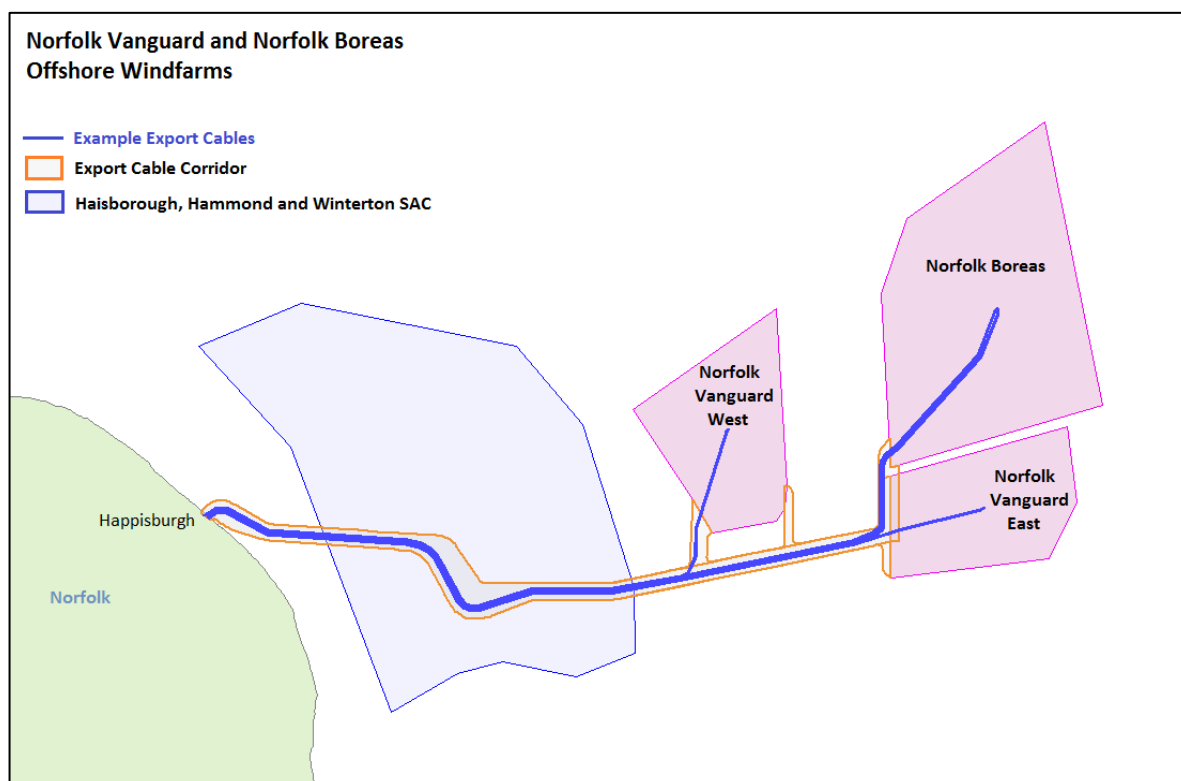 Norfolk Vanguard and Norfolk Boreas
Offshore Windfarms
Example Export Cables
Export Cable Corridor
Haisborough, Hammond and Winterton SAC
Norfolk Boreas
Norfolk
Vanguard
West
Norfolk
Vanguard
East
Happisburgh
Norfolk